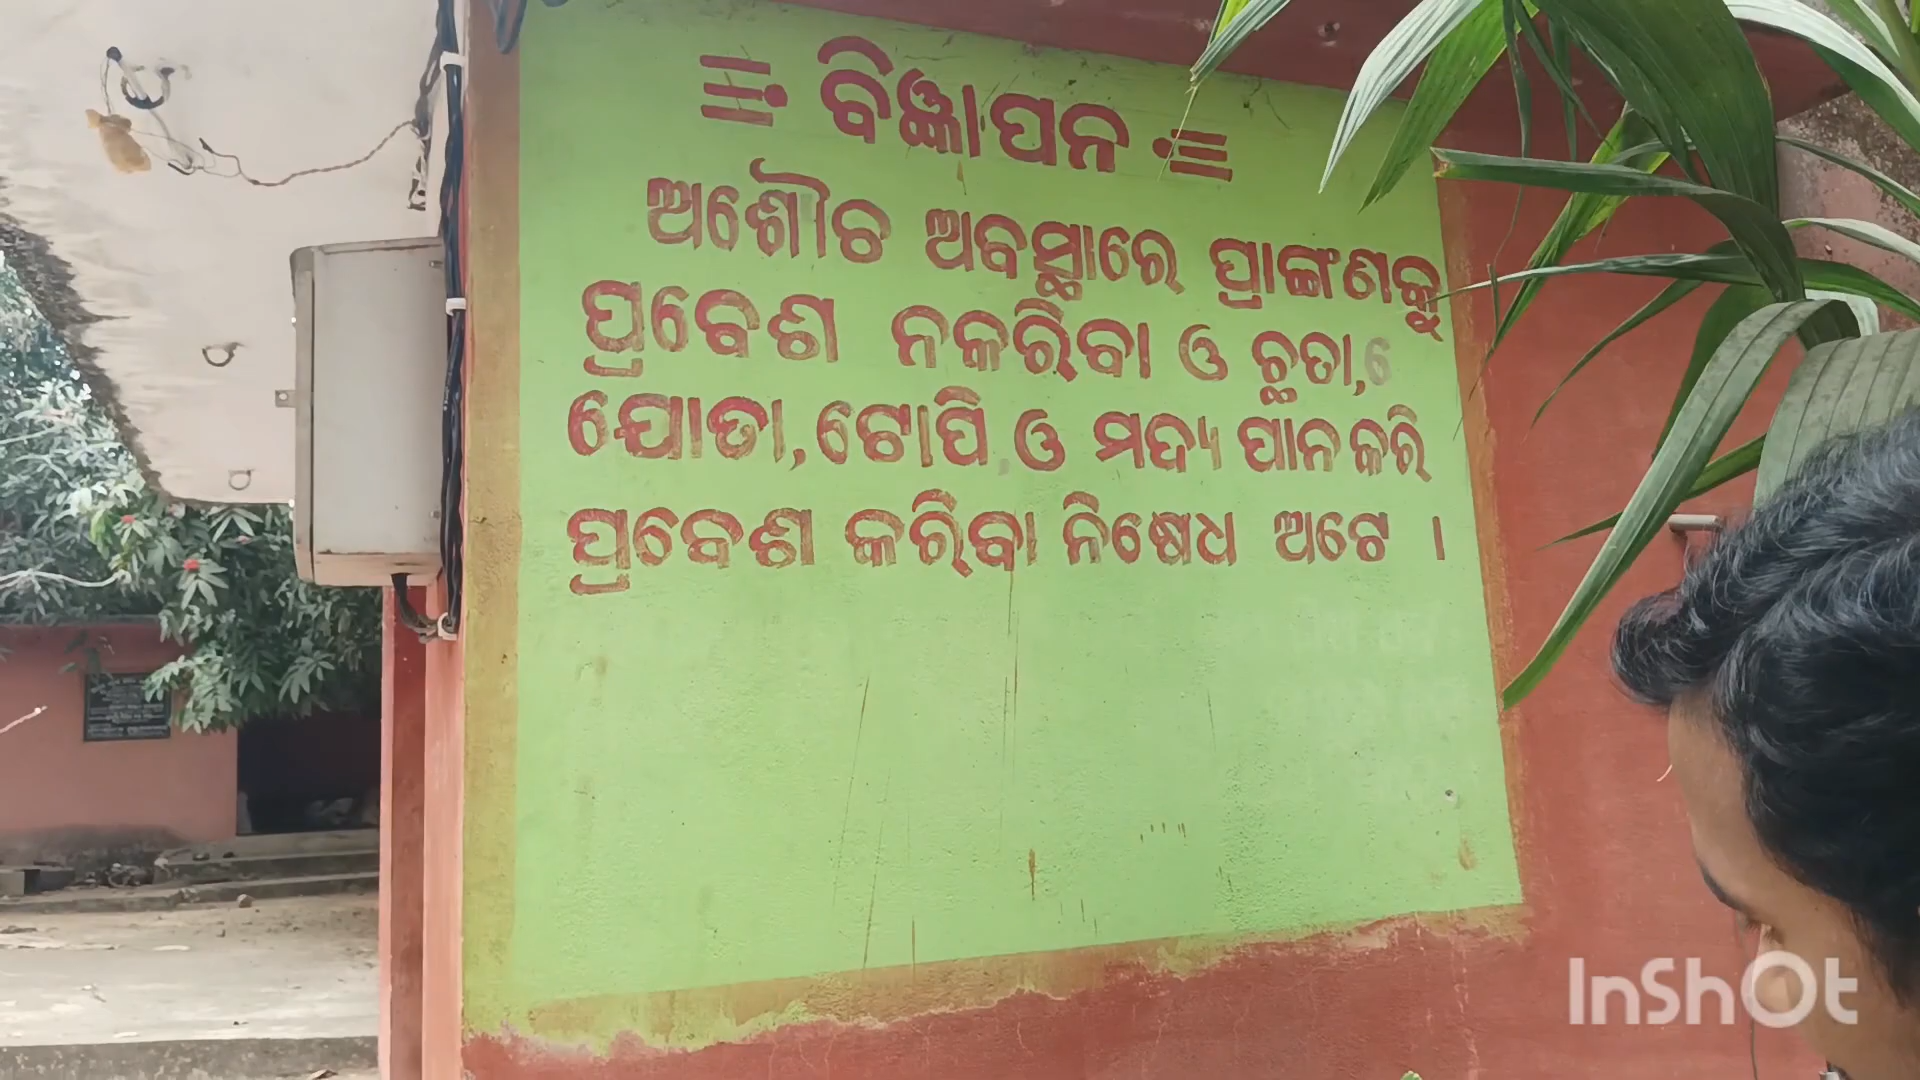 ବିଜ୍ଞାପନ
ଅଶୌଚ ଅବସ୍ଥାରେ ପ୍ରାଙ୍ଗଣକୁ
ପ୍ରବେଶ ନକରିବା ଓ ଚ୍ଛତା,
ଯୋତା, ଟୋପି ଓ ମଦ୍ୟ ପାନ କରି
ପ୍ରବେଶ କରିବା ନିଷେଧ ଅଟେ ।
InShOt